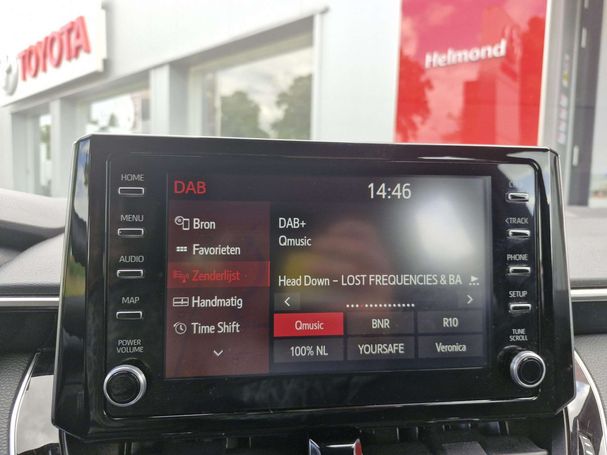 TOYOTA
Helmond
HOME
MENU
AUDIO
MAP
POWER
VOLUME
DAB
14:46
Bron
Favorieten
Zenderlijst
Handmatig
Time Shift
DAB+
Qmusic
Head Down – LOST FREQUENCIES & BA
Qmusic
BNR
R10
100% NL
YOURSAFE
Veronica
TRACK
PHONE
SETUP
TUNE
SCROLL